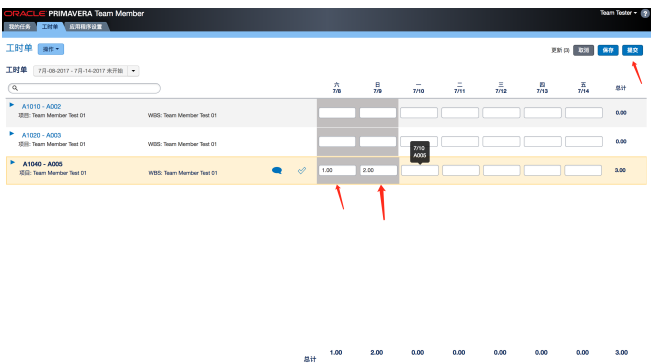 ORACLE PRIMAVERA Team Member
Team Tester ?
我的任务 工时单 应用程序设置
工时单 操作
更新 (3) 取消 保存 提交
工时单 7月-08-2017 - 7月-14-2017 未开始
六 日 一 二 三 四 五 总计
7/8 7/9 7/10 7/11 7/12 7/13 7/14
A1010 - A002
项目: Team Member Test 01 WBS: Team Member Test 01 0.00
A1020 - A003
项目: Team Member Test 01 WBS: Team Member Test 01 0.00
7/10
A005
A1040 - A005
项目: Team Member Test 01 WBS: Team Member Test 01 1.00 2.00 3.00
总计 1.00 2.00 0.00 0.00 0.00 0.00 0.00 3.00